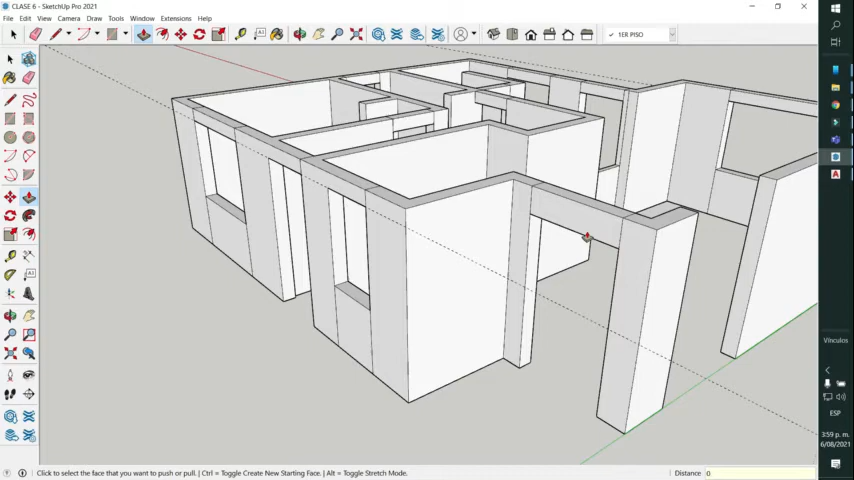 CLASE 6 - SketchUp Pro 2021
File Edit View Camera Draw Tools Window Extensions Help
1ER PISO
Vínculos
ESP
3:59 p. m.
6/08/2021
Click to select the face that you want to push or pull. | Ctrl = Toggle Create New Starting Face. | Alt = Toggle Stretch Mode.
Distance 0